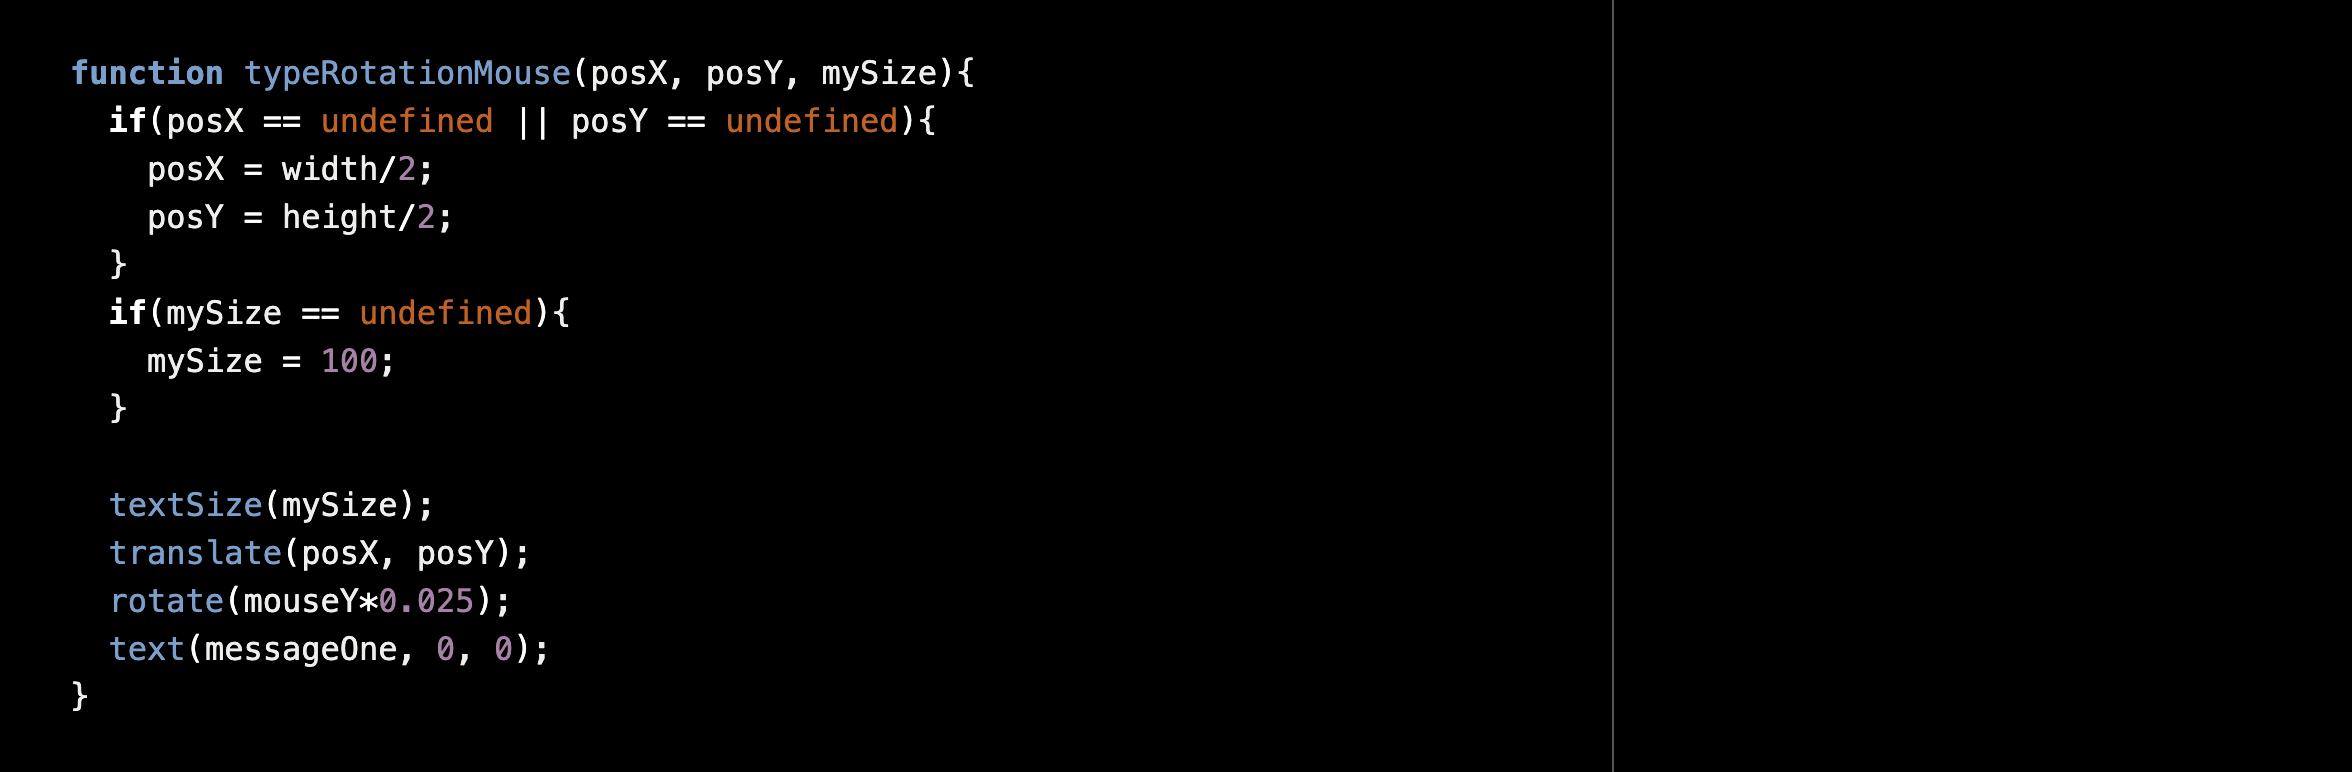 function typeRotationMouse(posX, posY, mySize){
  if(posX == undefined || posY == undefined){
    posX = width/2;
    posY = height/2;
  }
  if(mySize == undefined){
    mySize = 100;
  }

  textSize(mySize);
  translate(posX, posY);
  rotate(mouseY*0.025);
  text(messageOne, 0, 0);
}